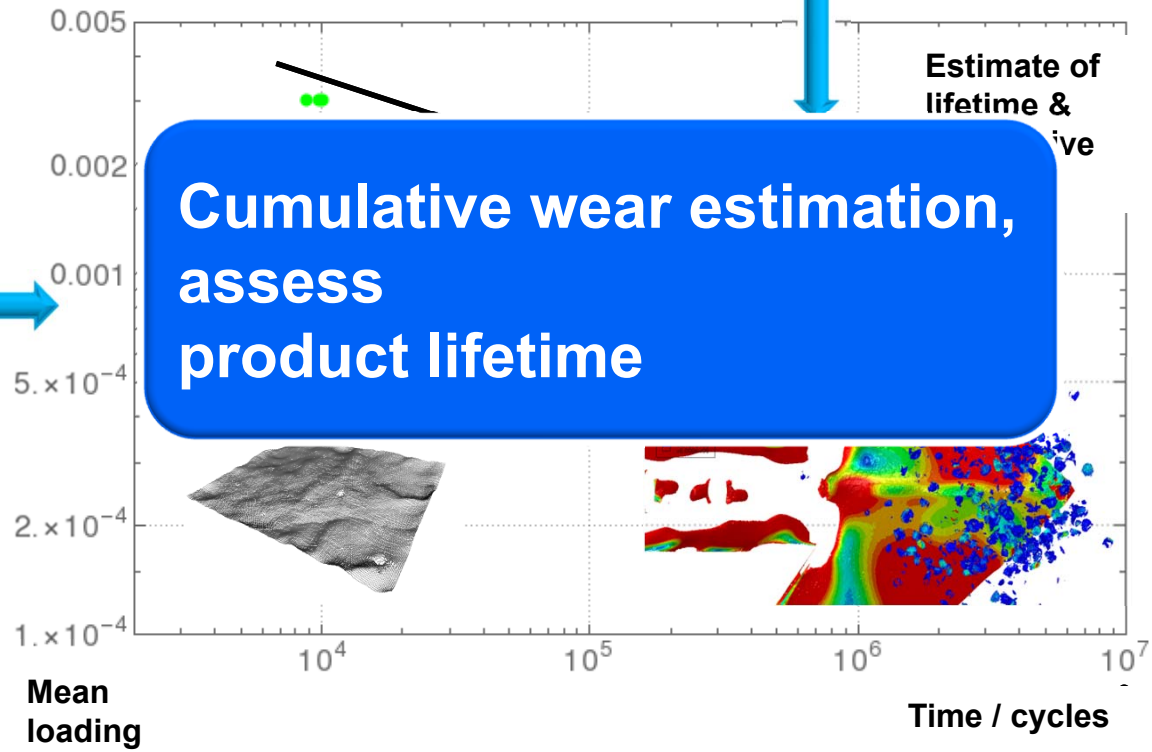 0.005
Estimate of
lifetime &
ive
0.002
Cumulative wear estimation,
assess
product lifetime
0.001
5.×10⁻⁴
2.×10⁻⁴
1.×10⁻⁴
10⁴ 10⁵ 10⁶ 10⁷
Mean
loading
Time / cycles